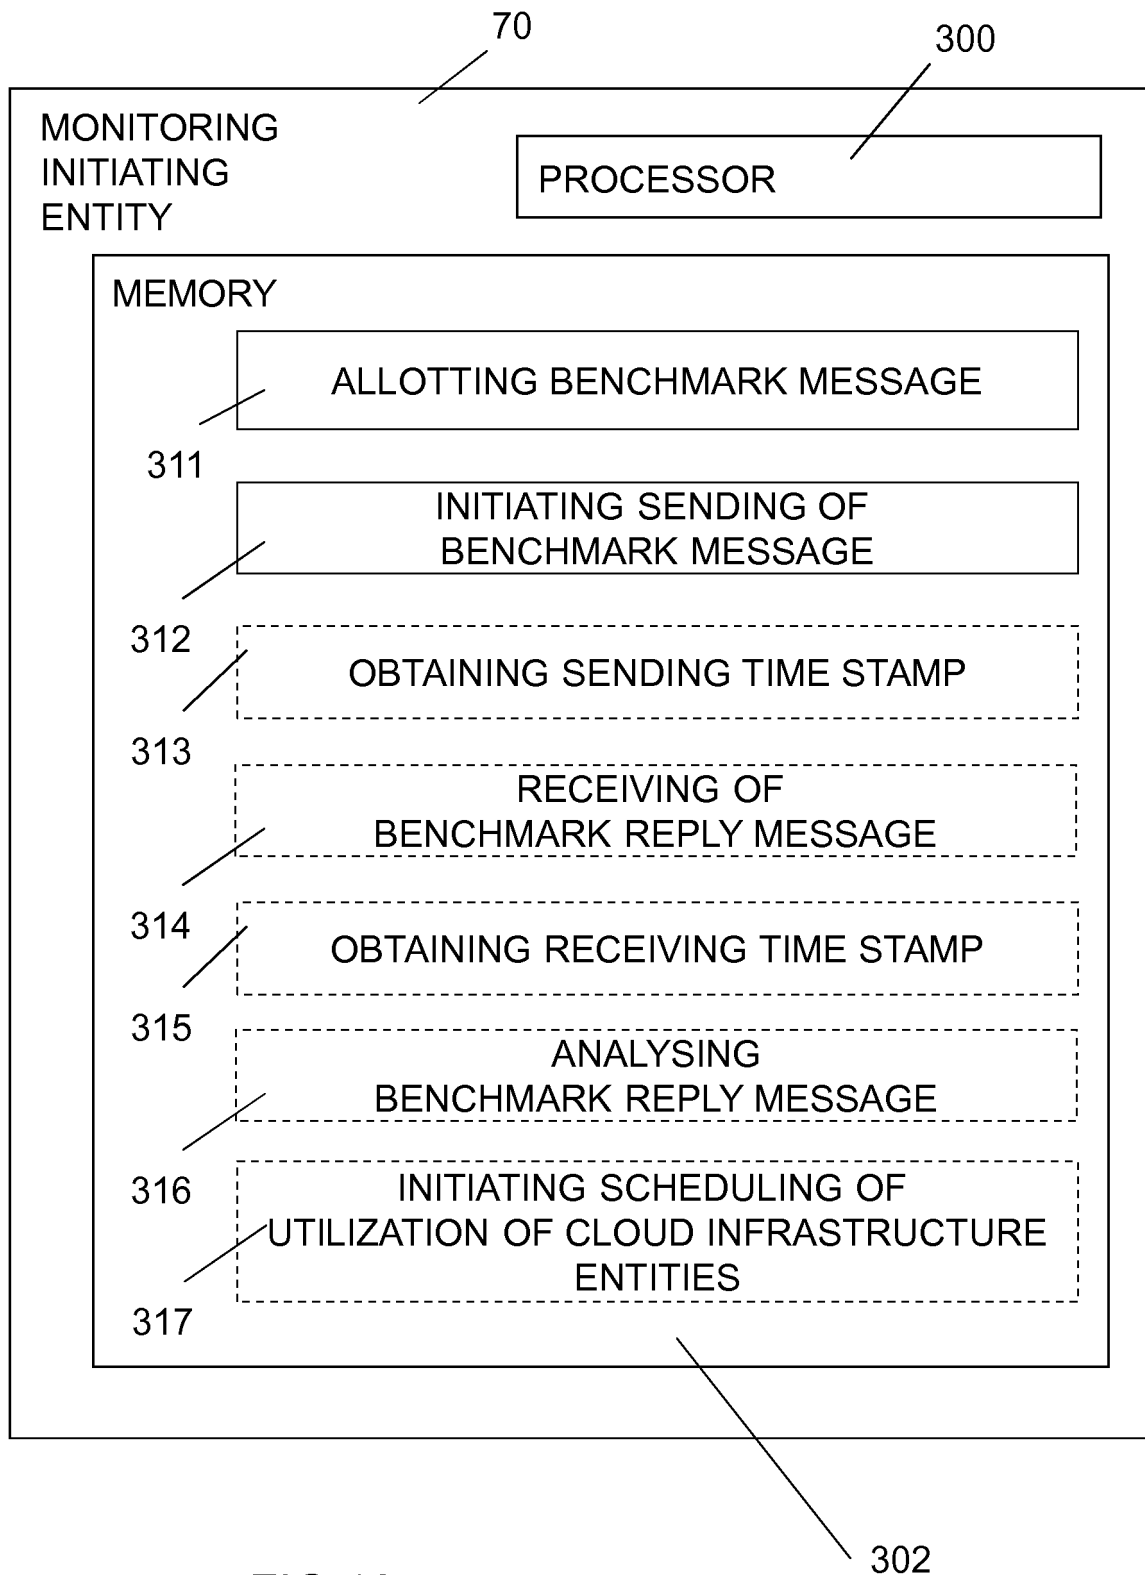 70
300
MONITORING
INITIATING
ENTITY
PROCESSOR
MEMORY
ALLOTTING BENCHMARK MESSAGE
311
INITIATING SENDING OF
BENCHMARK MESSAGE
312
OBTAINING SENDING TIME STAMP
313
RECEIVING OF
BENCHMARK REPLY MESSAGE
314
OBTAINING RECEIVING TIME STAMP
315
ANALYSING
BENCHMARK REPLY MESSAGE
316
INITIATING SCHEDULING OF
UTILIZATION OF CLOUD INFRASTRUCTURE
ENTITIES
317
302